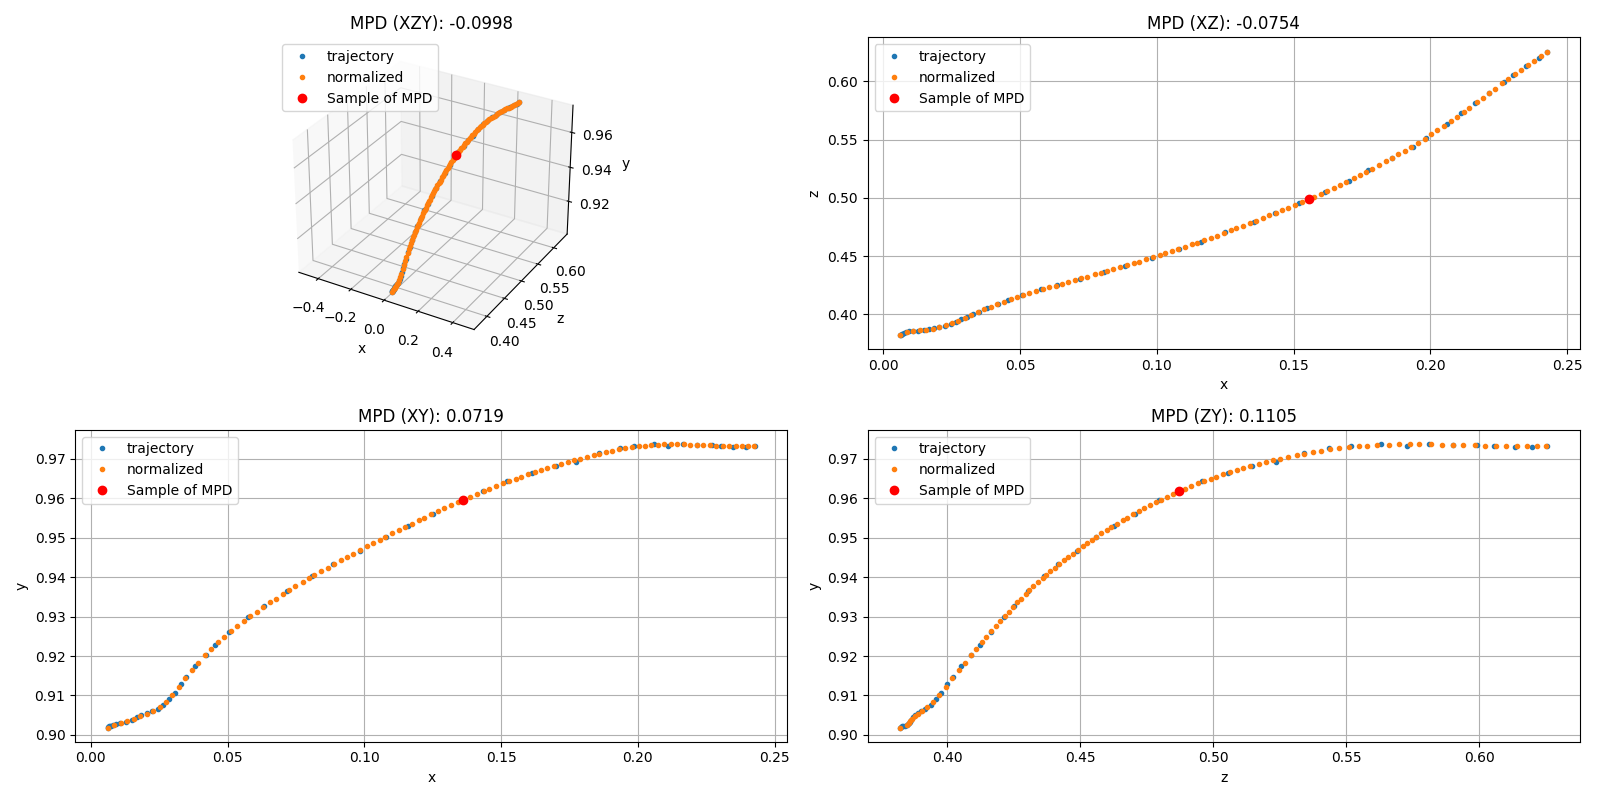 MPD (XZY): -0.0998
trajectory
normalized
Sample of MPD
0.96
0.94
0.92
y
0.60
0.55
0.50
0.45
0.40
z
−0.4
−0.2
0.0
0.2
0.4
x
MPD (XZ): -0.0754
trajectory
normalized
Sample of MPD
0.60
0.55
0.50
0.45
0.40
z
0.00 0.05 0.10 0.15 0.20 0.25
x
MPD (XY): 0.0719
trajectory
normalized
Sample of MPD
0.97
0.96
0.95
0.94
0.93
0.92
0.91
0.90
y
0.00 0.05 0.10 0.15 0.20 0.25
x
MPD (ZY): 0.1105
trajectory
normalized
Sample of MPD
0.97
0.96
0.95
0.94
0.93
0.92
0.91
0.90
y
0.40 0.45 0.50 0.55 0.60
z